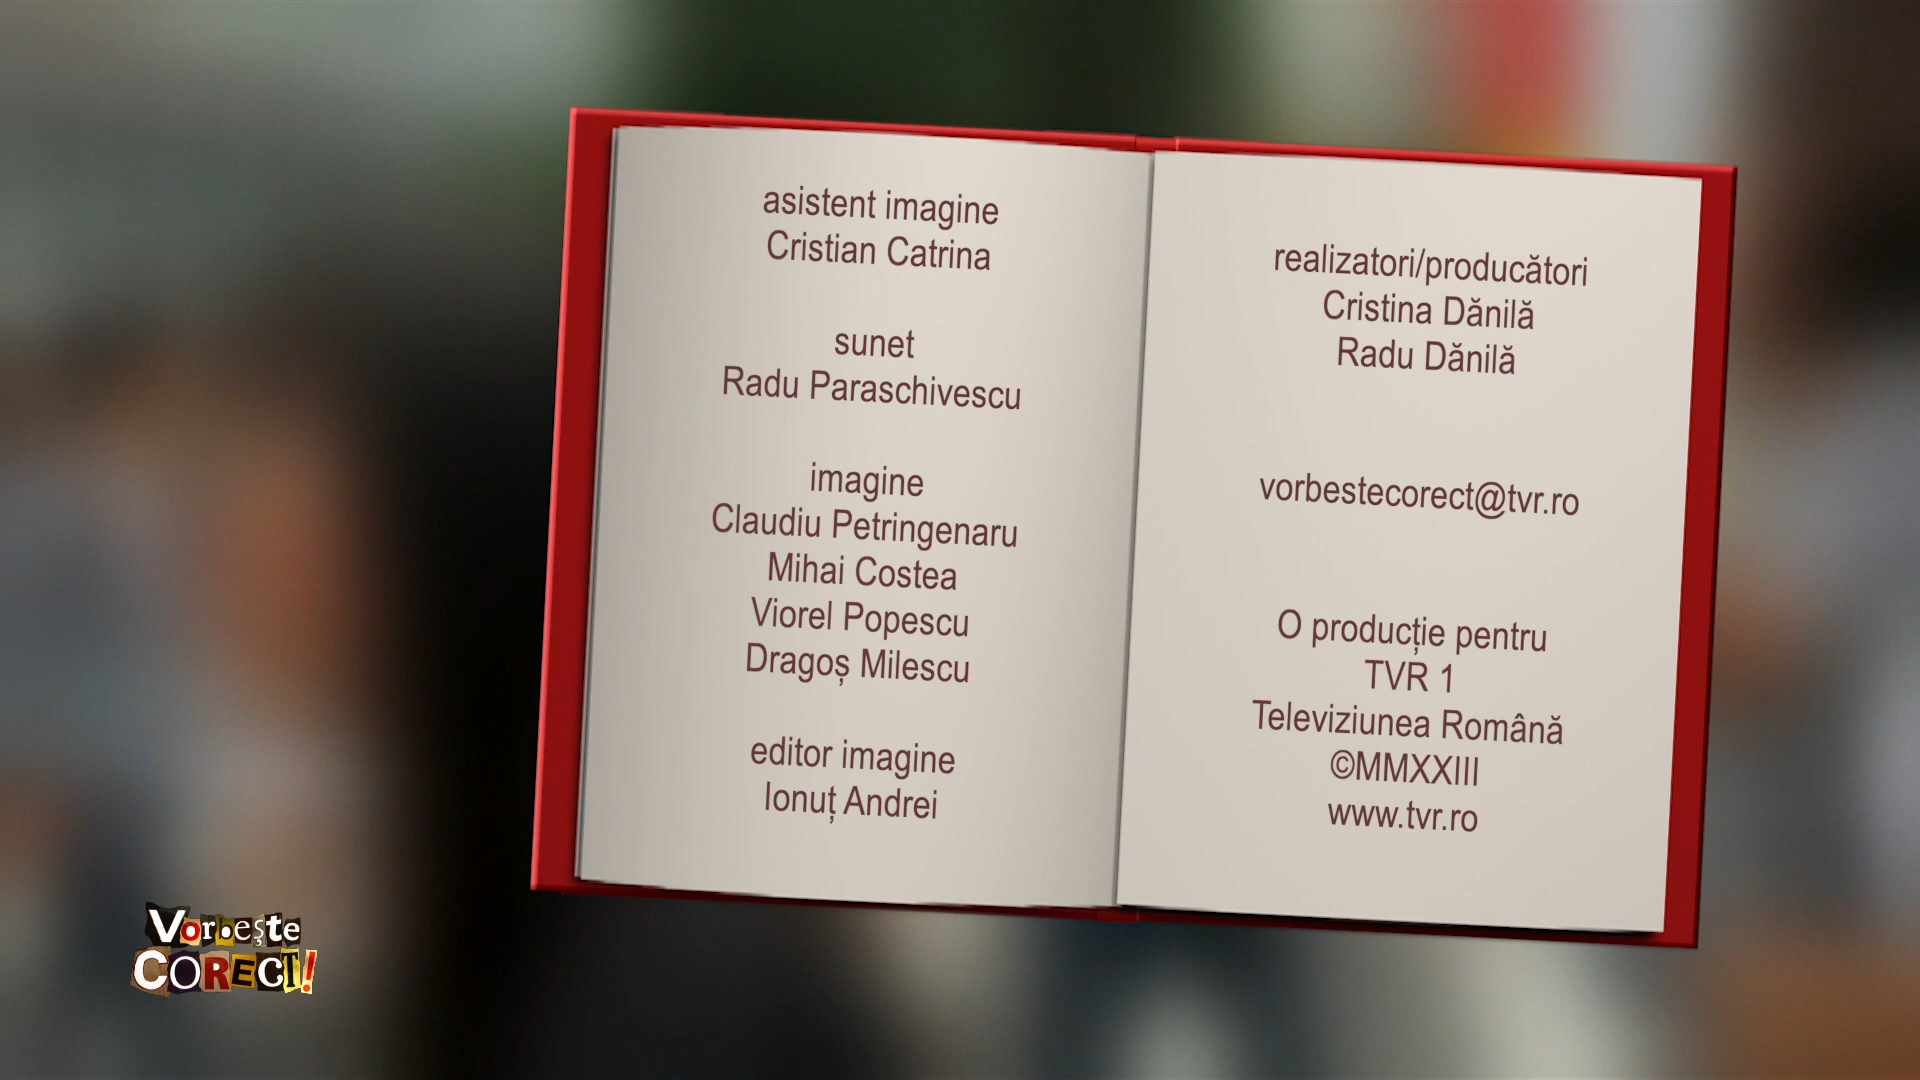 asistent imagine
Cristian Catrina
sunet
Radu Paraschivescu
imagine
Claudiu Petringenaru
Mihai Costea
Viorel Popescu
Dragoș Milescu
editor imagine
Ionuț Andrei
realizatori/producători
Cristina Dănilă
Radu Dănilă
vorbestecorect@tvr.ro
O producție pentru
TVR 1
Televiziunea Română
©MMXXIII
www.tvr.ro
Vorbește
CORECT!